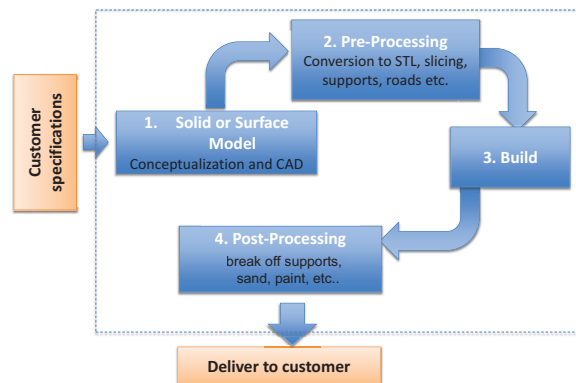 Customer
specifications
1. Solid or Surface
Model
Conceptualization and CAD
2. Pre-Processing
Conversion to STL, slicing,
supports, roads etc.
3. Build
4. Post-Processing
break off supports,
sand, paint, etc..
Deliver to customer